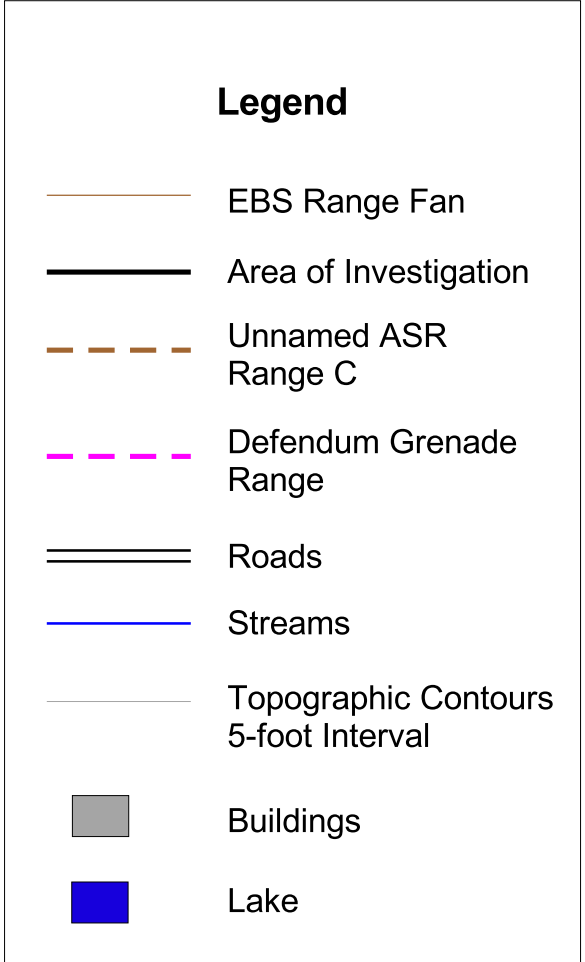 Legend
EBS Range Fan
Area of Investigation
Unnamed ASR
Range C
Defendum Grenade
Range
Roads
Streams
Topographic Contours
5-foot Interval
Buildings
Lake